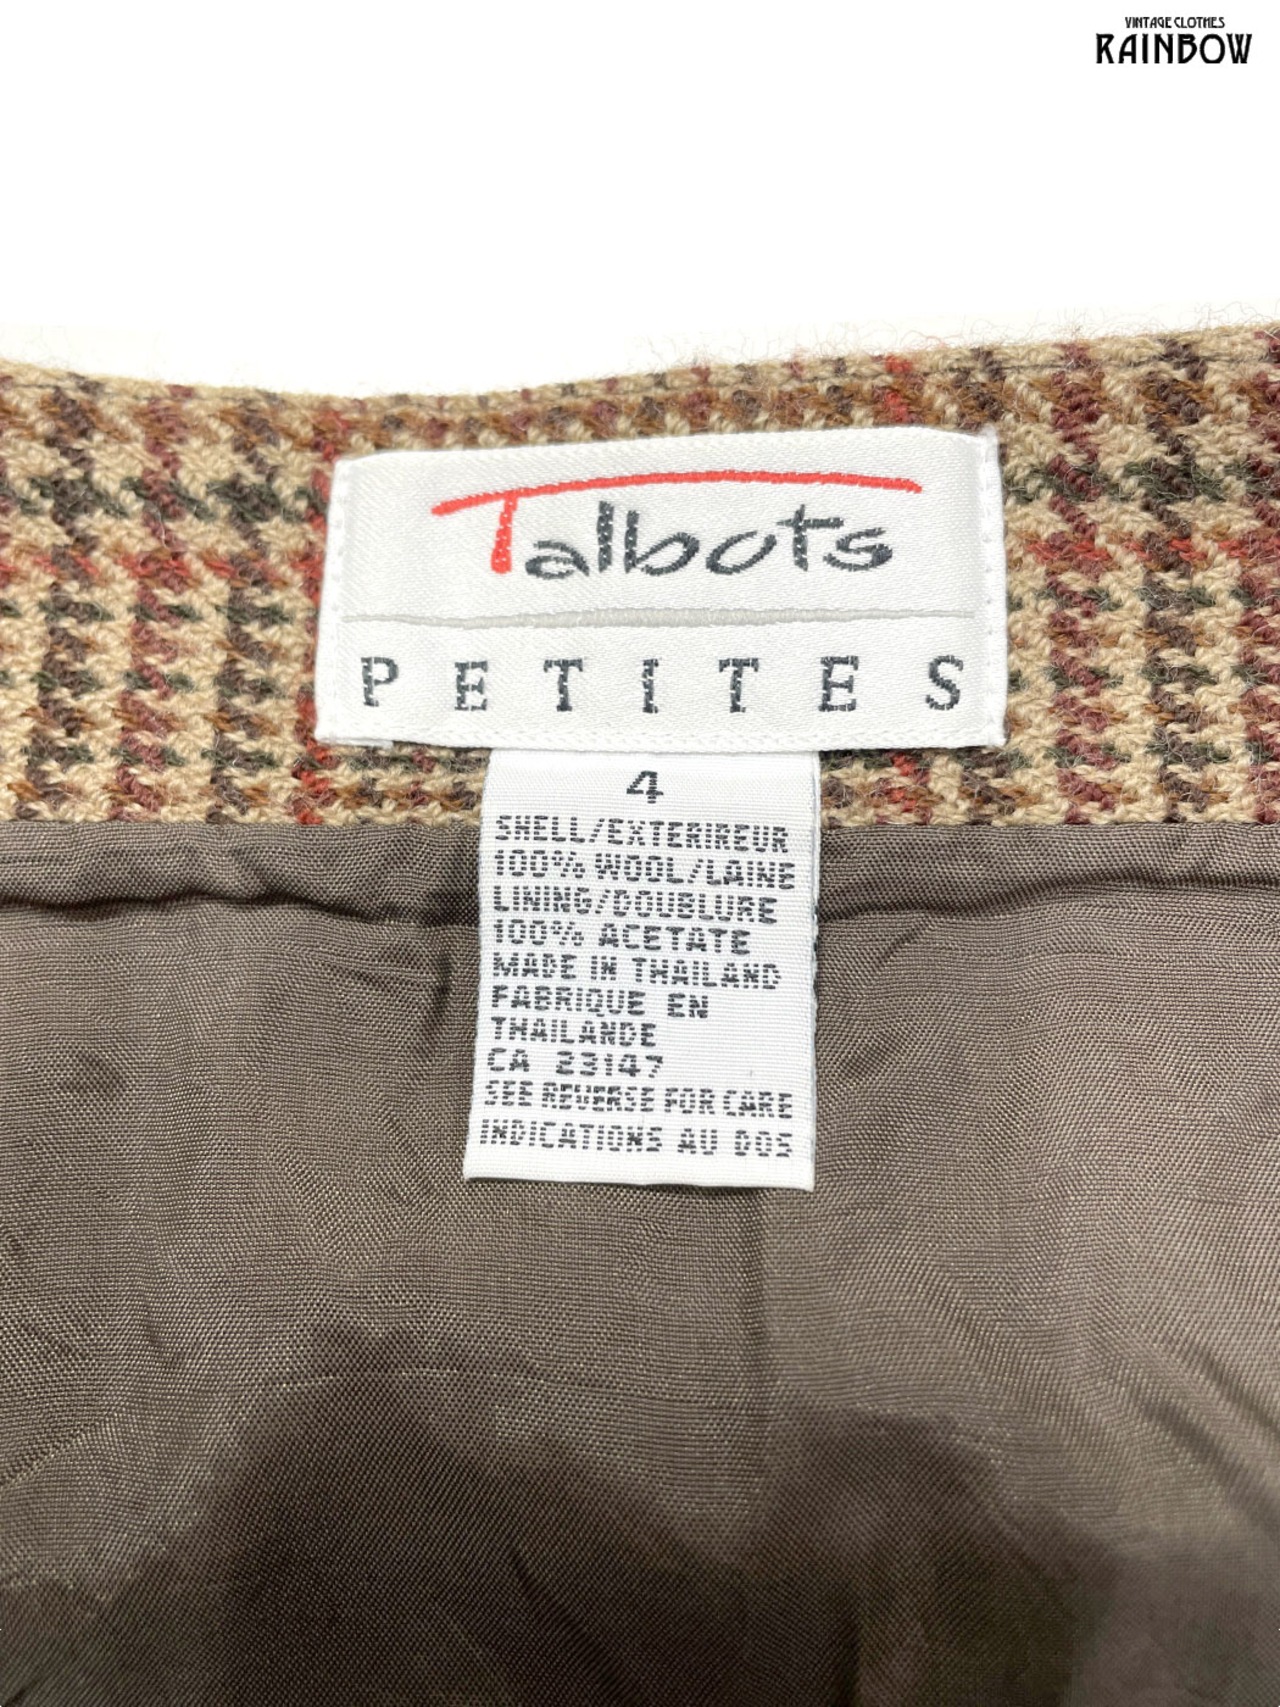 VINTAGE CLOTHES
RAINBOW
Talbots
PETITES
4
SHELL/EXTERIREUR
100% WOOL/LAINE
LINING/DOUBLURE
100% ACETATE
MADE IN THAILAND
FABRIQUE EN
THAILANDE
CA 23147
SEE REVERSE FOR CARE
INDICATIONS AU DOS